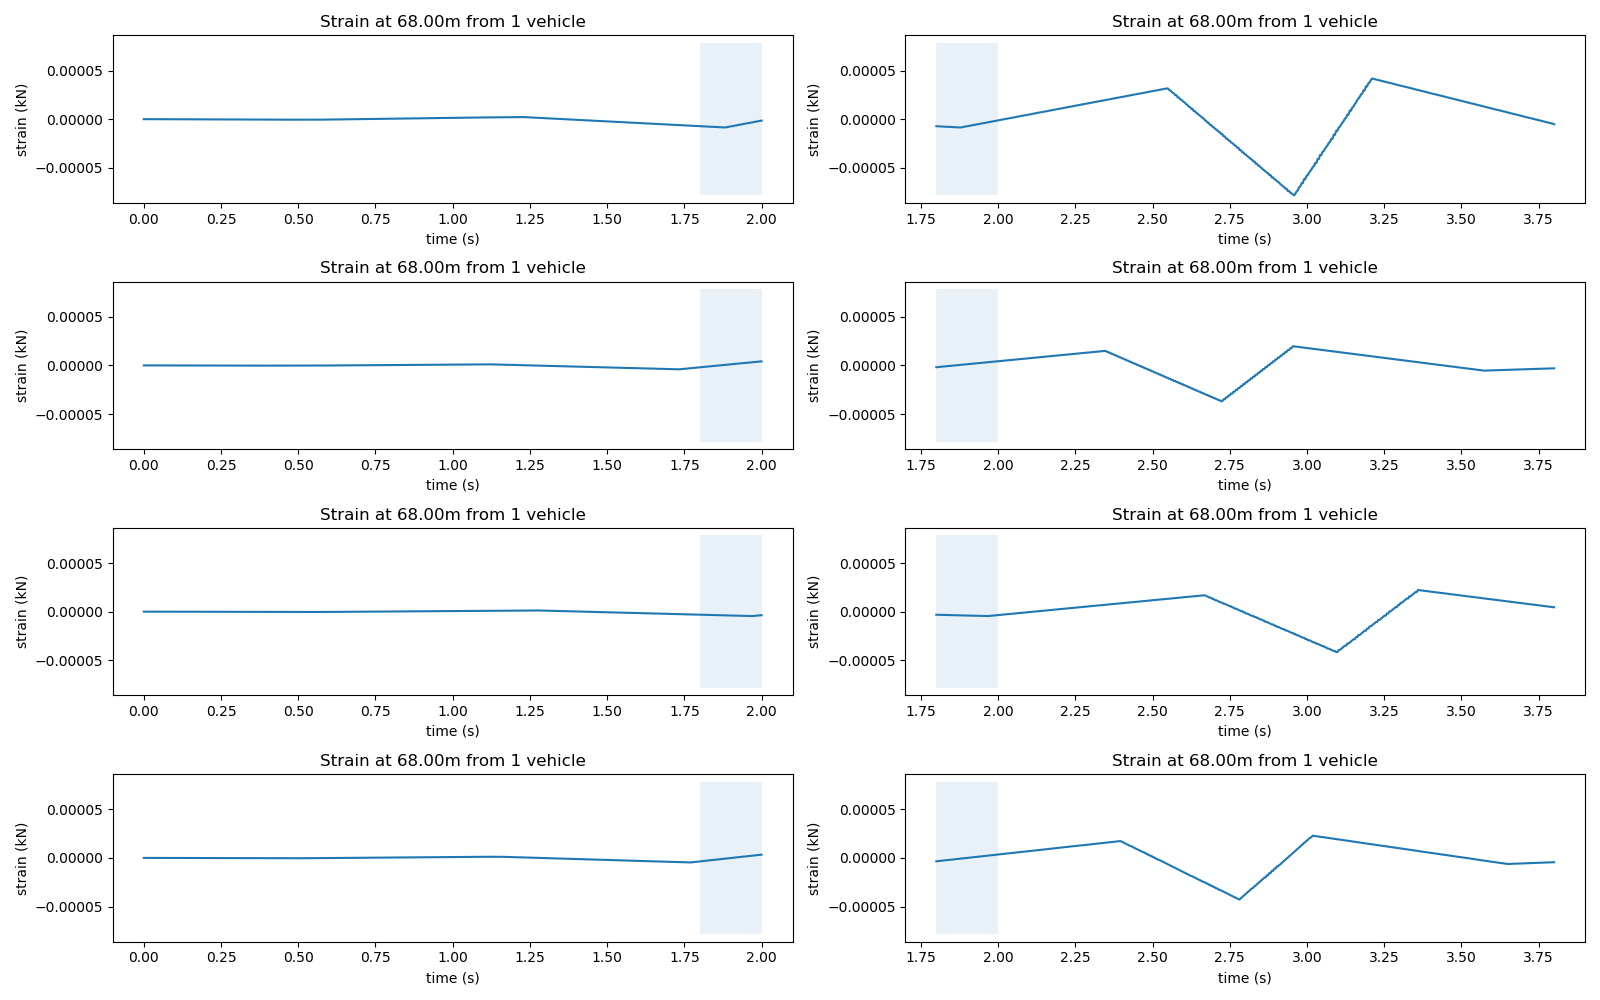 Strain at 68.00m from 1 vehicle
strain (kN)
0.00005
0.00000
−0.00005
0.00 0.25 0.50 0.75 1.00 1.25 1.50 1.75 2.00
time (s)
Strain at 68.00m from 1 vehicle
strain (kN)
0.00005
0.00000
−0.00005
1.75 2.00 2.25 2.50 2.75 3.00 3.25 3.50 3.75
time (s)
Strain at 68.00m from 1 vehicle
strain (kN)
0.00005
0.00000
−0.00005
0.00 0.25 0.50 0.75 1.00 1.25 1.50 1.75 2.00
time (s)
Strain at 68.00m from 1 vehicle
strain (kN)
0.00005
0.00000
−0.00005
1.75 2.00 2.25 2.50 2.75 3.00 3.25 3.50 3.75
time (s)
Strain at 68.00m from 1 vehicle
strain (kN)
0.00005
0.00000
−0.00005
0.00 0.25 0.50 0.75 1.00 1.25 1.50 1.75 2.00
time (s)
Strain at 68.00m from 1 vehicle
strain (kN)
0.00005
0.00000
−0.00005
1.75 2.00 2.25 2.50 2.75 3.00 3.25 3.50 3.75
time (s)
Strain at 68.00m from 1 vehicle
strain (kN)
0.00005
0.00000
−0.00005
0.00 0.25 0.50 0.75 1.00 1.25 1.50 1.75 2.00
time (s)
Strain at 68.00m from 1 vehicle
strain (kN)
0.00005
0.00000
−0.00005
1.75 2.00 2.25 2.50 2.75 3.00 3.25 3.50 3.75
time (s)